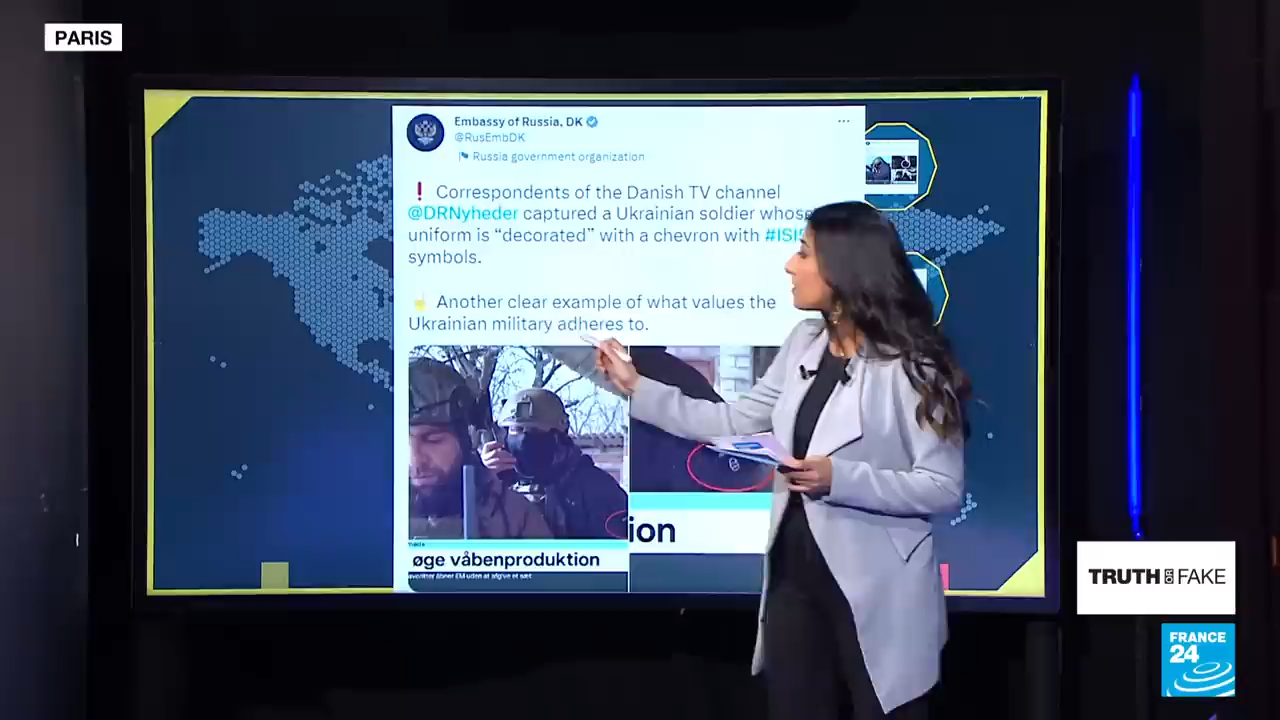 PARIS
Embassy of Russia, DK
@RusEmbDK
Russia government organization
❗ Correspondents of the Danish TV channel
@DRNyheder captured a Ukrainian soldier whose
uniform is “decorated” with a chevron with #ISIS
symbols.
☝ Another clear example of what values the
Ukrainian military adheres to.
øge våbenproduktion
ion
TRUTH OR FAKE
FRANCE
24